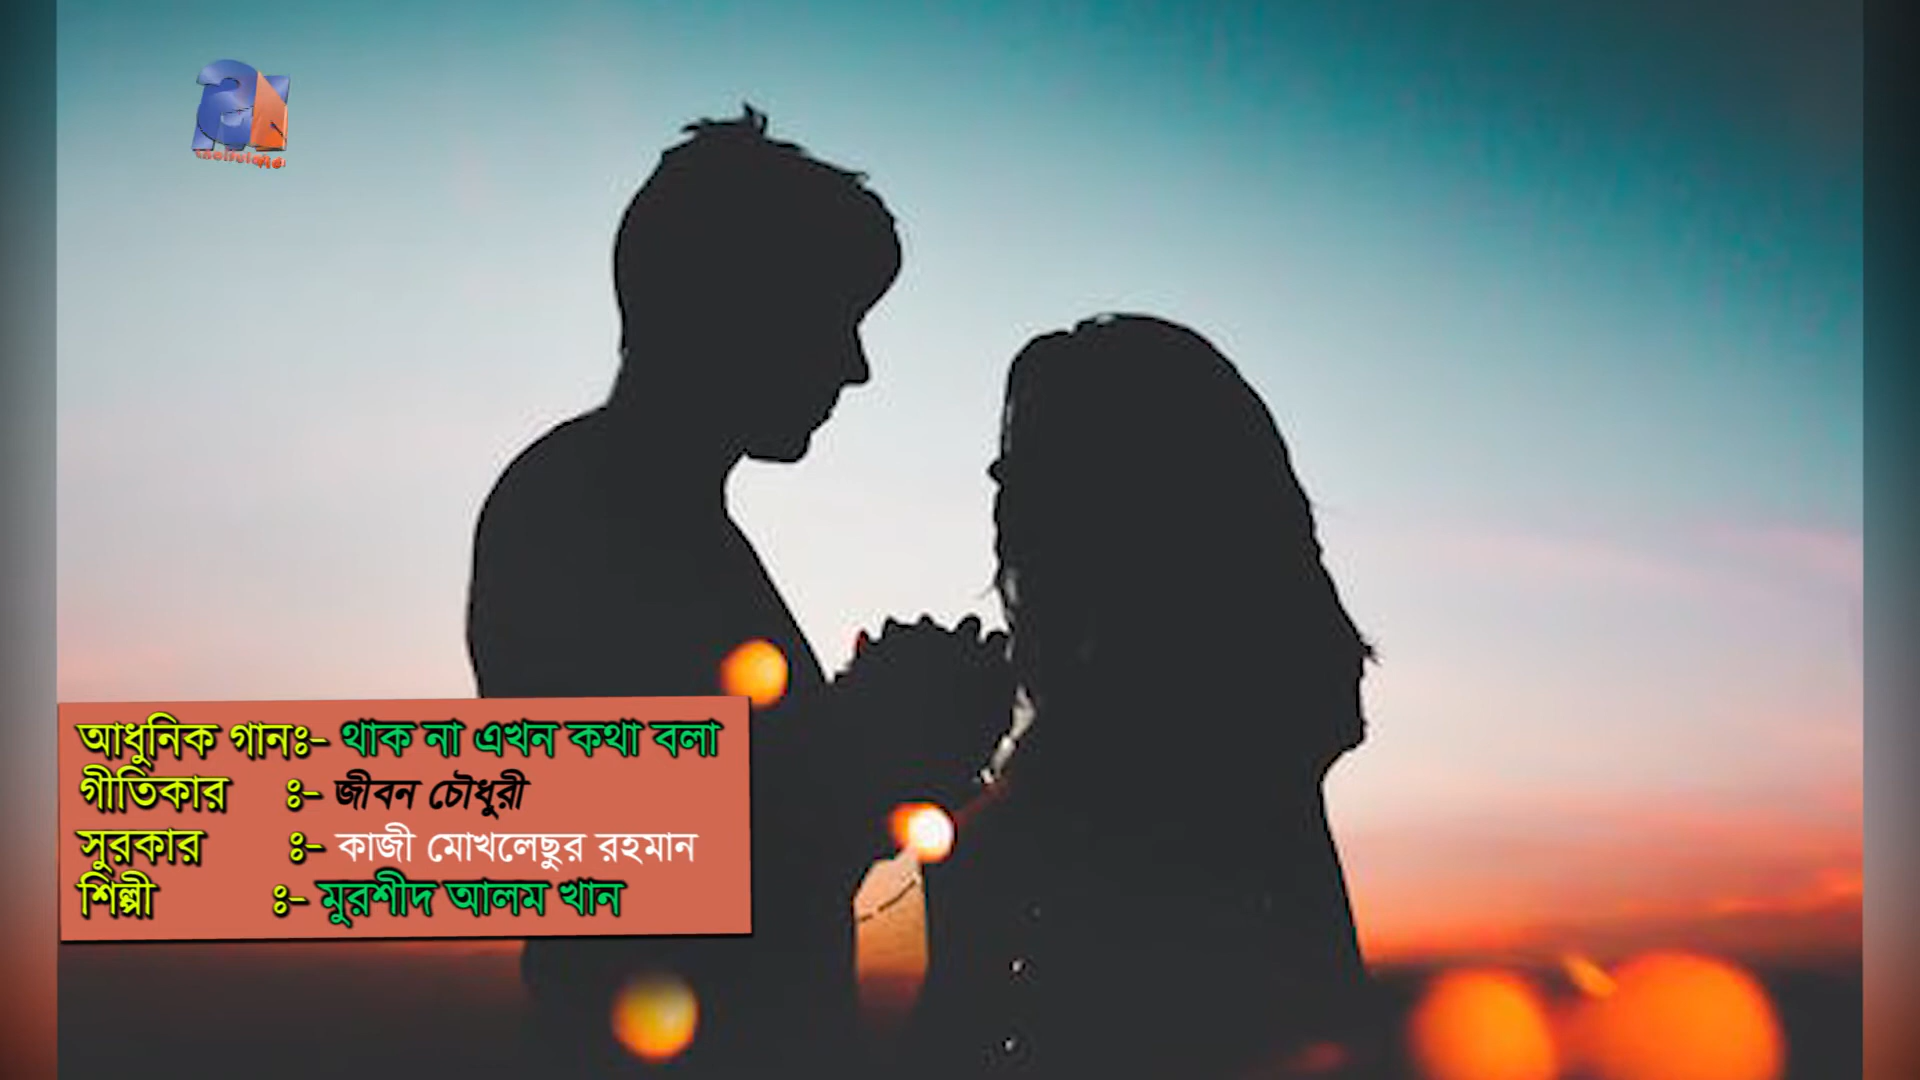 আধুনিক গানঃ- থাক না এখন কথা বলা
গীতিকার ঃ- জীবন চৌধুরী
সুরকার ঃ- কাজী মোখলেছুর রহমান
শিল্পী ঃ- মুরশীদ আলম খান